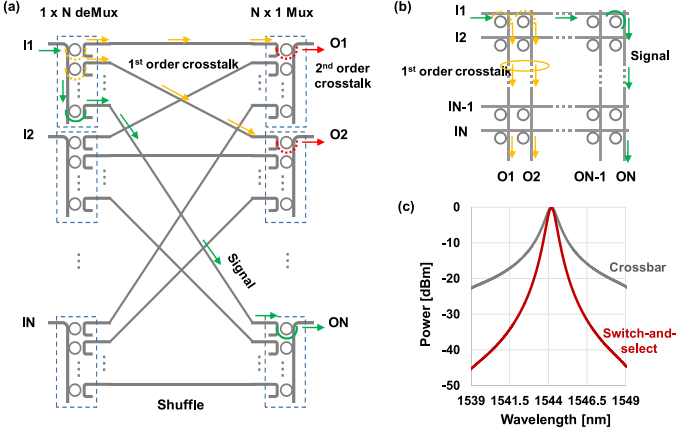 (a)
1 x N deMux
N x 1 Mux
I1
O1
1st order crosstalk
2nd order
crosstalk
I2
O2
Signal
IN
ON
Shuffle
(b)
I1
I2
Signal
1st order crosstalk
IN-1
IN
O1 O2 ON-1 ON
(c)
0
-10
-20
-30
-40
-50
Power [dBm]
Crossbar
Switch-and-
select
1539 1541.5 1544 1546.5 1549
Wavelength [nm]